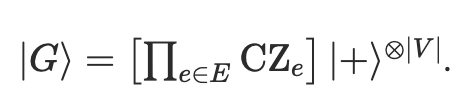 |G⟩ = [∏_{e∈E} CZ_e] |+⟩^{⊗|V|}.